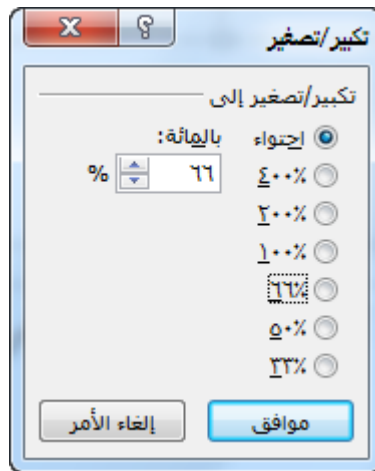 تكبير/تصغير
تكبير/تصغير إلى
احتواء
بالمائة:
٦٦ %
٤٠٠٪
٢٠٠٪
١٠٠٪
٦٦٪
٥٠٪
٣٣٪
موافق
إلغاء الأمر